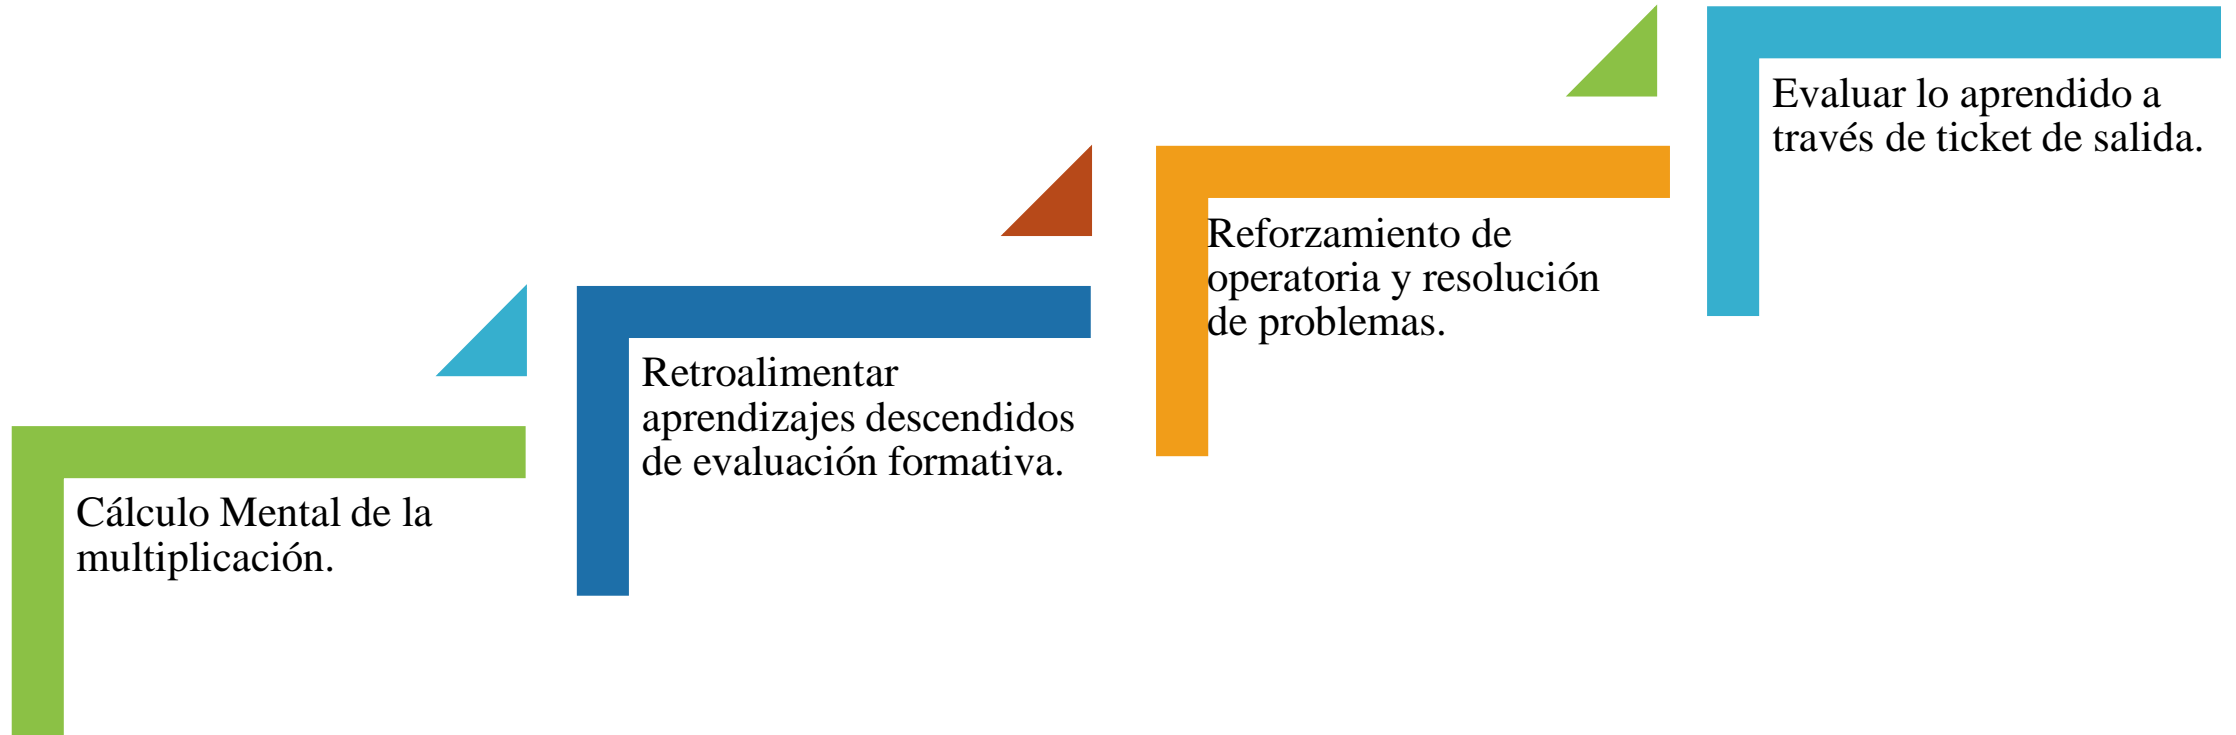 Cálculo Mental de la
multiplicación.
Retroalimentar
aprendizajes descendidos
de evaluación formativa.
Reforzamiento de
operatoria y resolución
de problemas.
Evaluar lo aprendido a
través de ticket de salida.